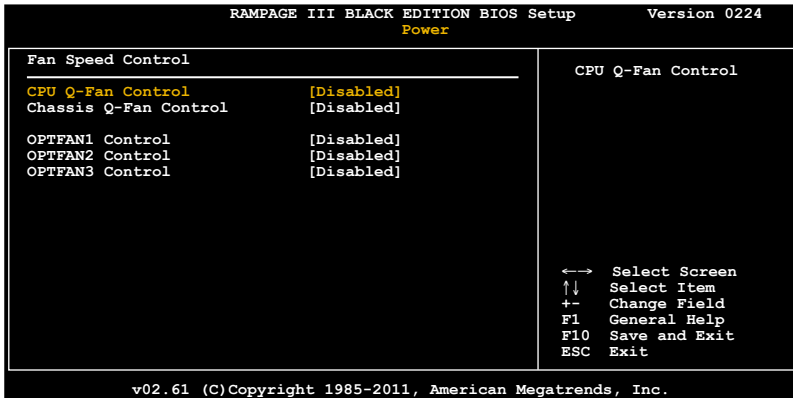 RAMPAGE III BLACK EDITION BIOS Setup Version 0224
Power
Fan Speed Control
CPU Q-Fan Control [Disabled]
Chassis Q-Fan Control [Disabled]
OPTFAN1 Control [Disabled]
OPTFAN2 Control [Disabled]
OPTFAN3 Control [Disabled]
CPU Q-Fan Control
←→ Select Screen
↑↓ Select Item
+- Change Field
F1 General Help
F10 Save and Exit
ESC Exit
v02.61 (C)Copyright 1985-2011, American Megatrends, Inc.